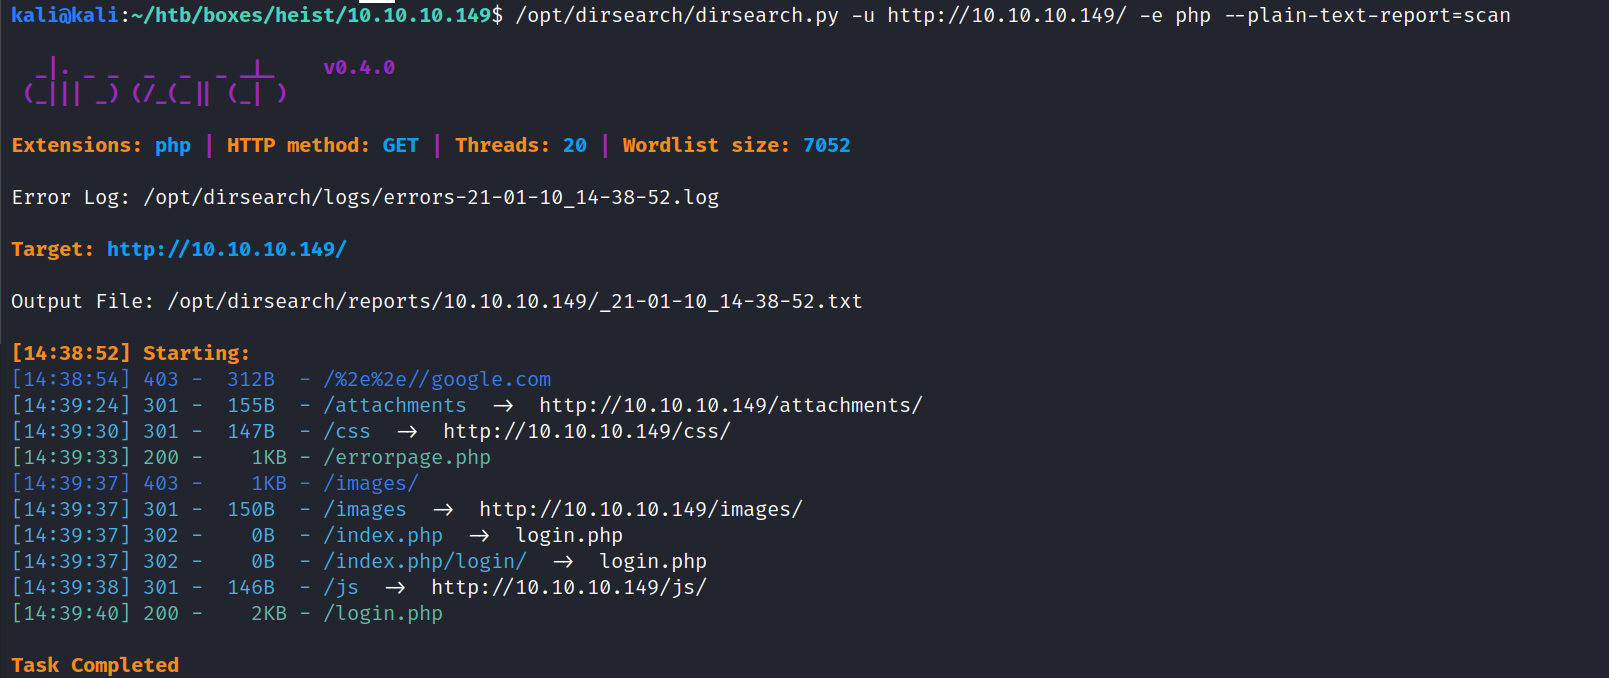 kali@kali:~/htb/boxes/heist/10.10.10.149$ /opt/dirsearch/dirsearch.py -u http://10.10.10.149/ -e php --plain-text-report=scan
_|. _ _  _  _  _ _|_    v0.4.0
(_||| _) (/_(_|| (_| )
Extensions: php | HTTP method: GET | Threads: 20 | Wordlist size: 7052
Error Log: /opt/dirsearch/logs/errors-21-01-10_14-38-52.log
Target: http://10.10.10.149/
Output File: /opt/dirsearch/reports/10.10.10.149/_21-01-10_14-38-52.txt
[14:38:52] Starting:
[14:38:54] 403 -  312B  - /%2e%2e//google.com
[14:39:24] 301 -  155B  - /attachments  →  http://10.10.10.149/attachments/
[14:39:30] 301 -  147B  - /css  →  http://10.10.10.149/css/
[14:39:33] 200 -    1KB - /errorpage.php
[14:39:37] 403 -    1KB - /images/
[14:39:37] 301 -  150B  - /images  →  http://10.10.10.149/images/
[14:39:37] 302 -    0B  - /index.php  →  login.php
[14:39:37] 302 -    0B  - /index.php/login/  →  login.php
[14:39:38] 301 -  146B  - /js  →  http://10.10.10.149/js/
[14:39:40] 200 -    2KB - /login.php
Task Completed